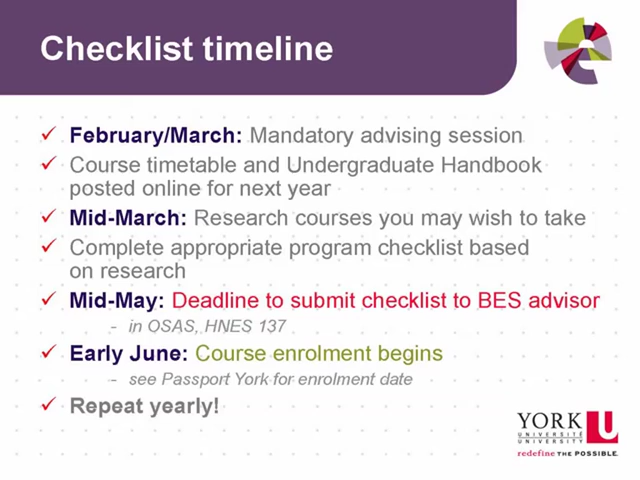 Checklist timeline
February/March: Mandatory advising session
Course timetable and Undergraduate Handbook
posted online for next year
Mid-March: Research courses you may wish to take
Complete appropriate program checklist based
on research
Mid-May: Deadline to submit checklist to BES advisor
- in OSAS, HNES 137
Early June: Course enrolment begins
- see Passport York for enrolment date
Repeat yearly!
YORK U
UNIVERSITÉ
UNIVERSITY
redefine THE POSSIBLE.